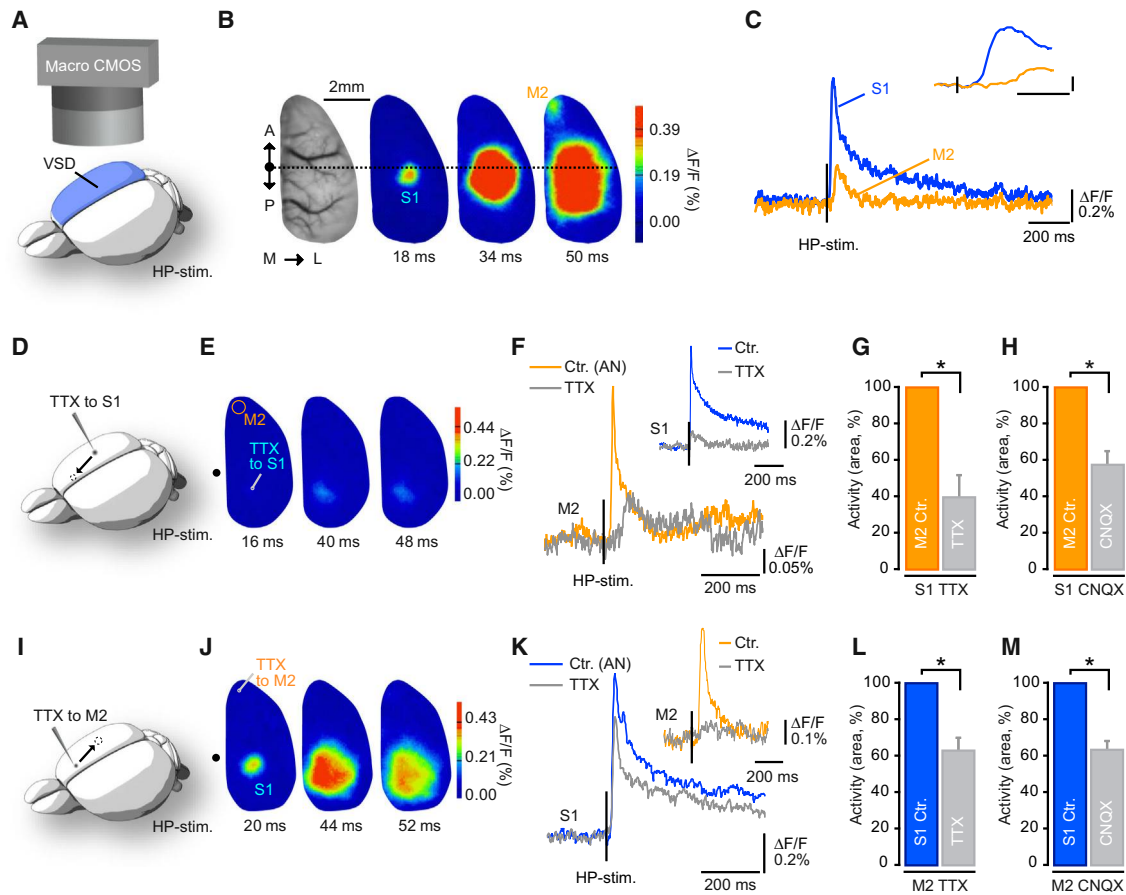 A
Macro CMOS
VSD
HP-stim.
B
2mm
A
P
M → L
S1
M2
18 ms
34 ms
50 ms
0.39
0.19
0.00
ΔF/F (%)
C
S1
M2
HP-stim.
ΔF/F
0.2%
200 ms
D
TTX to S1
HP-stim.
E
M2
TTX
to S1
16 ms
40 ms
48 ms
0.44
0.22
0.00
ΔF/F (%)
F
Ctr. (AN)
TTX
Ctr.
TTX
S1
ΔF/F
0.2%
200 ms
M2
HP-stim.
ΔF/F
0.05%
200 ms
G
*
Activity (area, %)
100
80
60
40
20
0
M2 Ctr.
TTX
S1 TTX
H
*
Activity (area, %)
100
80
60
40
20
0
M2 Ctr.
CNQX
S1 CNQX
I
TTX to M2
HP-stim.
J
TTX
to M2
S1
20 ms
44 ms
52 ms
0.43
0.21
0.00
ΔF/F (%)
K
Ctr. (AN)
TTX
Ctr.
TTX
M2
ΔF/F
0.1%
200 ms
S1
HP-stim.
ΔF/F
0.2%
200 ms
L
*
Activity (area, %)
100
80
60
40
20
0
S1 Ctr.
TTX
M2 TTX
M
*
Activity (area, %)
100
80
60
40
20
0
S1 Ctr.
CNQX
M2 CNQX